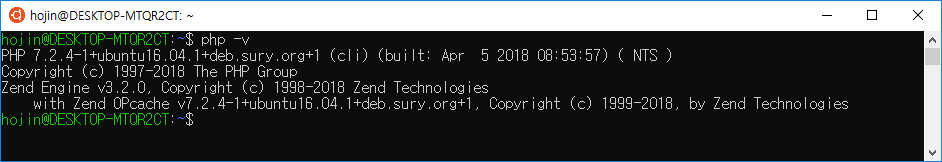 hojin@DESKTOP-MTQR2CT: ~
hojin@DESKTOP-MTQR2CT:~$ php -v
PHP 7.2.4-1+ubuntu16.04.1+deb.sury.org+1 (cli) (built: Apr  5 2018 08:53:57) ( NTS )
Copyright (c) 1997-2018 The PHP Group
Zend Engine v3.2.0, Copyright (c) 1998-2018 Zend Technologies
    with Zend OPcache v7.2.4-1+ubuntu16.04.1+deb.sury.org+1, Copyright (c) 1999-2018, by Zend Technologies
hojin@DESKTOP-MTQR2CT:~$